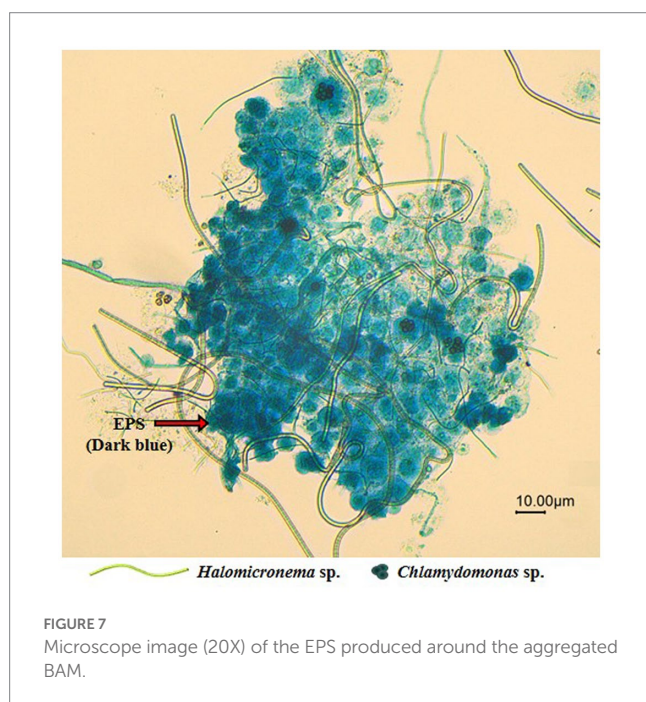 EPS
(Dark blue)
10.00µm
Halomicronema sp.
Chlamydomonas sp.
FIGURE 7
Microscope image (20X) of the EPS produced around the aggregated
BAM.